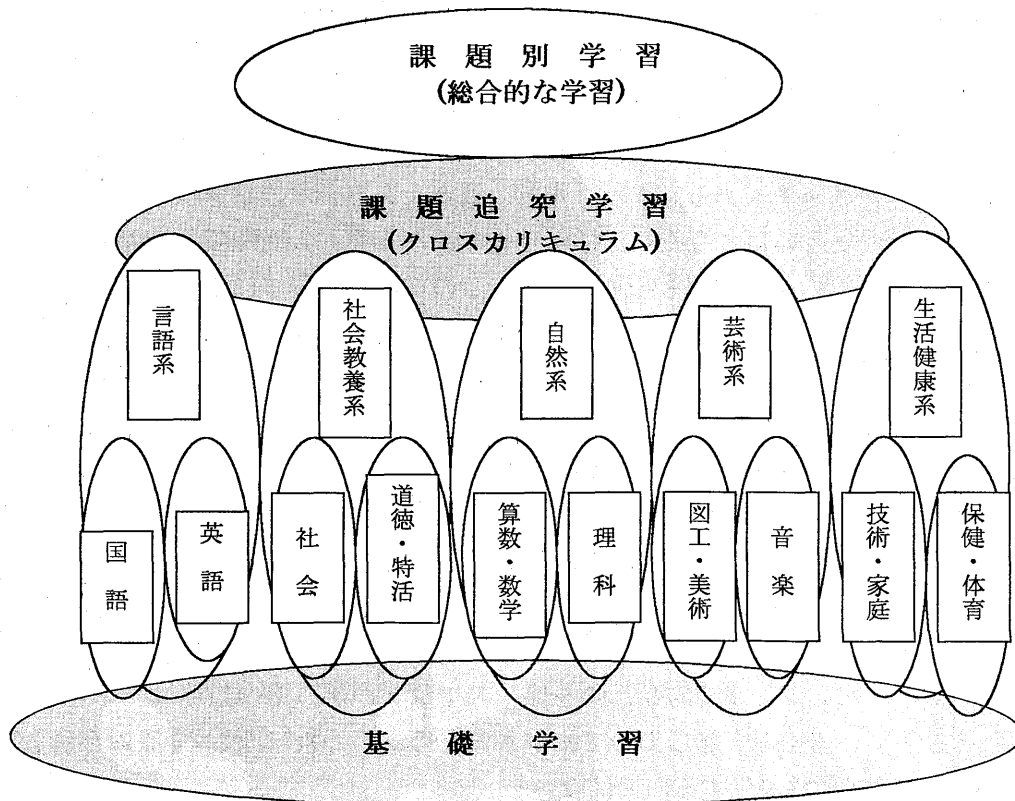 課題別学習
(総合的な学習)
課題追究学習
(クロスカリキュラム)
言語系
社会教養系
自然系
芸術系
生活健康系
国語
英語
社会
道徳・特活
算数・数学
理科
図工・美術
音楽
技術・家庭
保健・体育
基礎学習